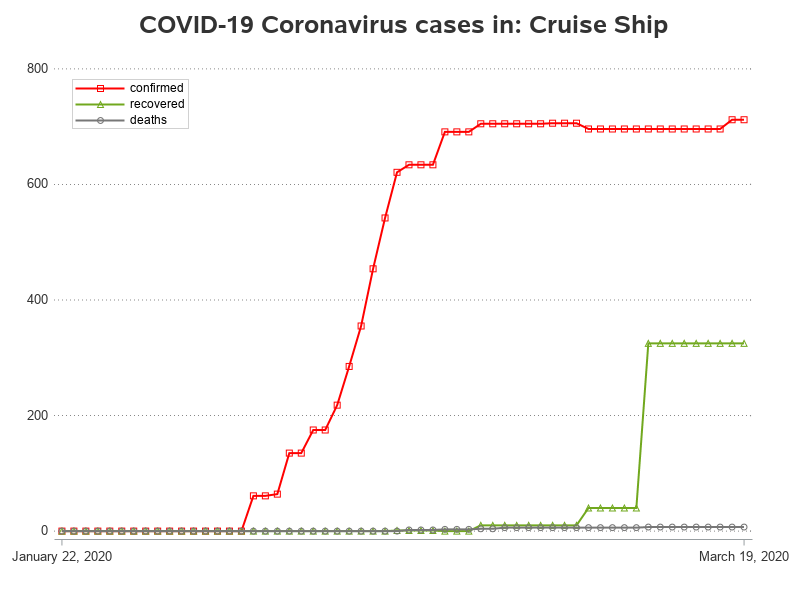 COVID-19 Coronavirus cases in: Cruise Ship
800
confirmed
recovered
deaths
600
400
200
0
January 22, 2020
March 19, 2020